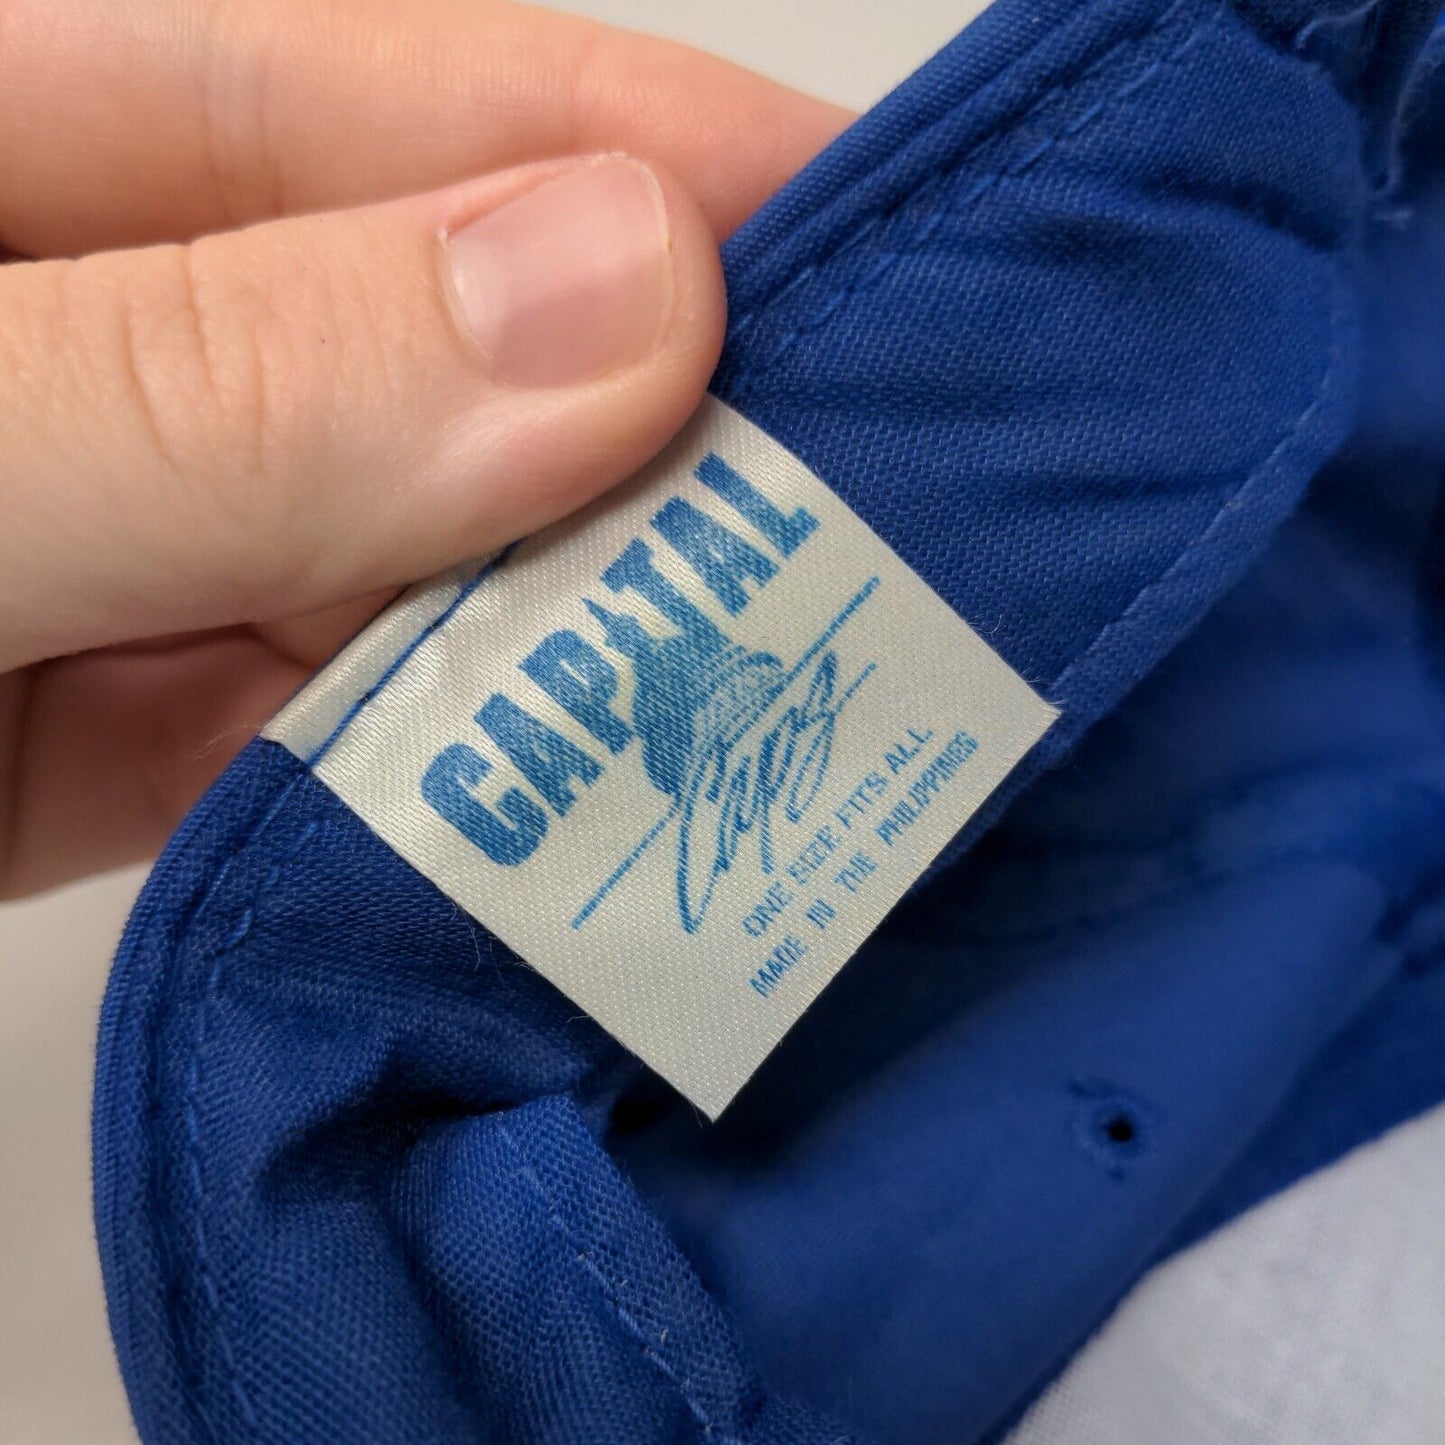 CAPITAL
Caps
ONE SIZE FITS ALL
MADE IN THE PHILIPPINES